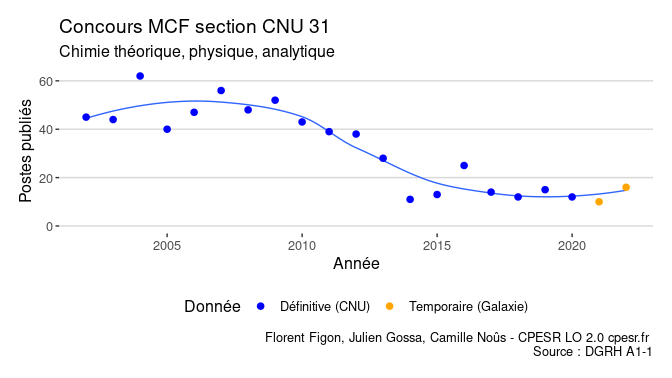 Concours MCF section CNU 31
Chimie théorique, physique, analytique
Postes publiés
60
40
20
0
2005 2010 2015 2020
Année
Donnée Définitive (CNU) Temporaire (Galaxie)
Florent Figon, Julien Gossa, Camille Noûs - CPESR LO 2.0 cpesr.fr
Source : DGRH A1-1